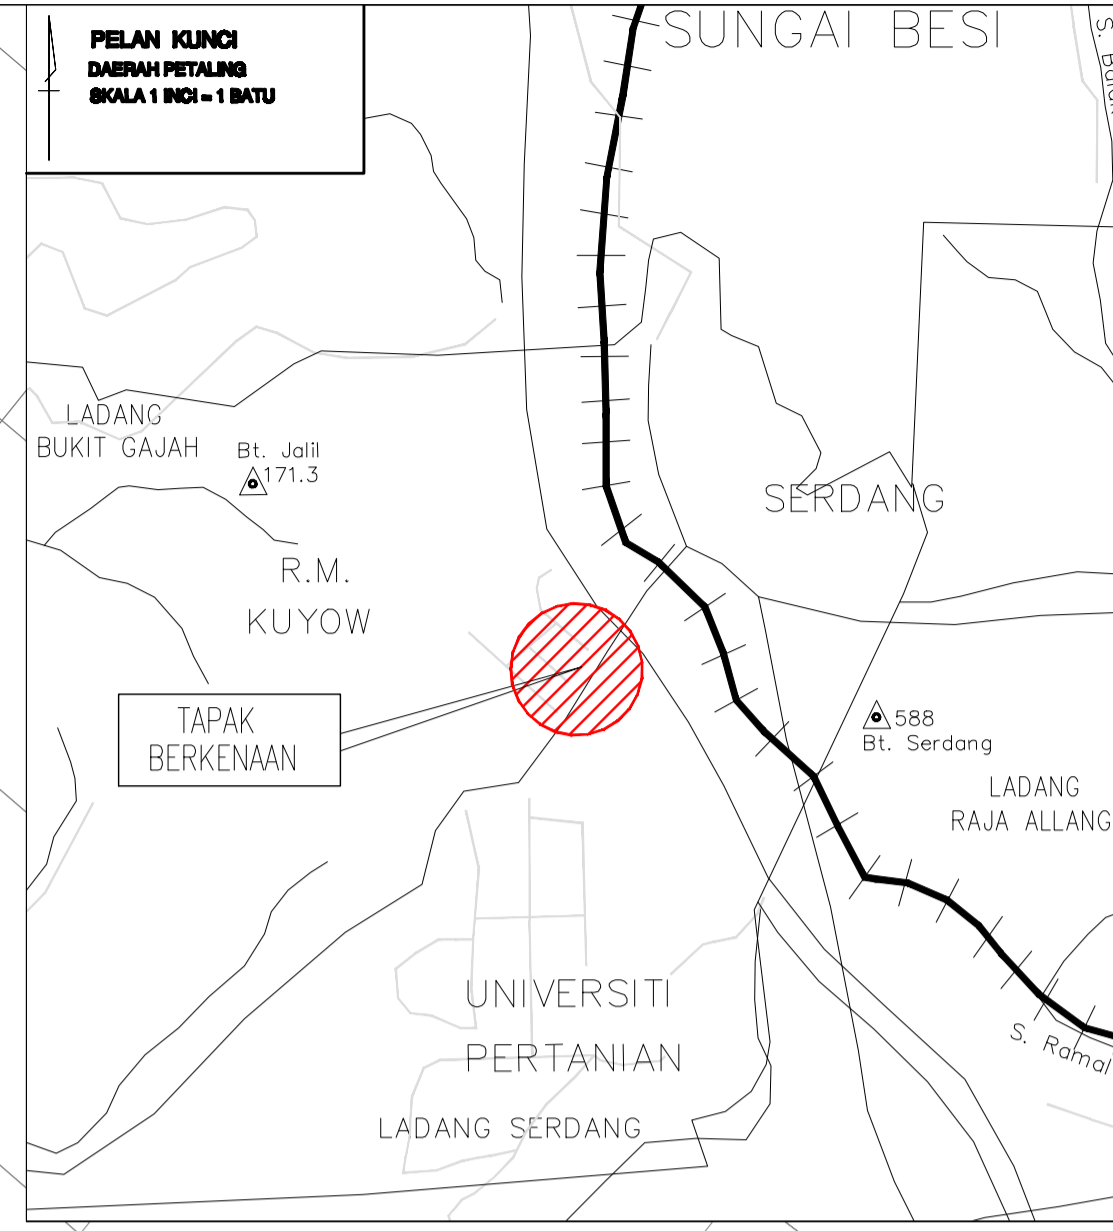 PELAN KUNCI
DAERAH PETALING
SKALA 1 INCI = 1 BATU
SUNGAI BESI
LADANG
BUKIT GAJAH
Bt. Jalil
171.3
SERDANG
R.M.
KUYOW
TAPAK
BERKENAAN
588
Bt. Serdang
LADANG
RAJA ALLANG
UNIVERSITI
PERTANIAN
S. Ramal
LADANG SERDANG